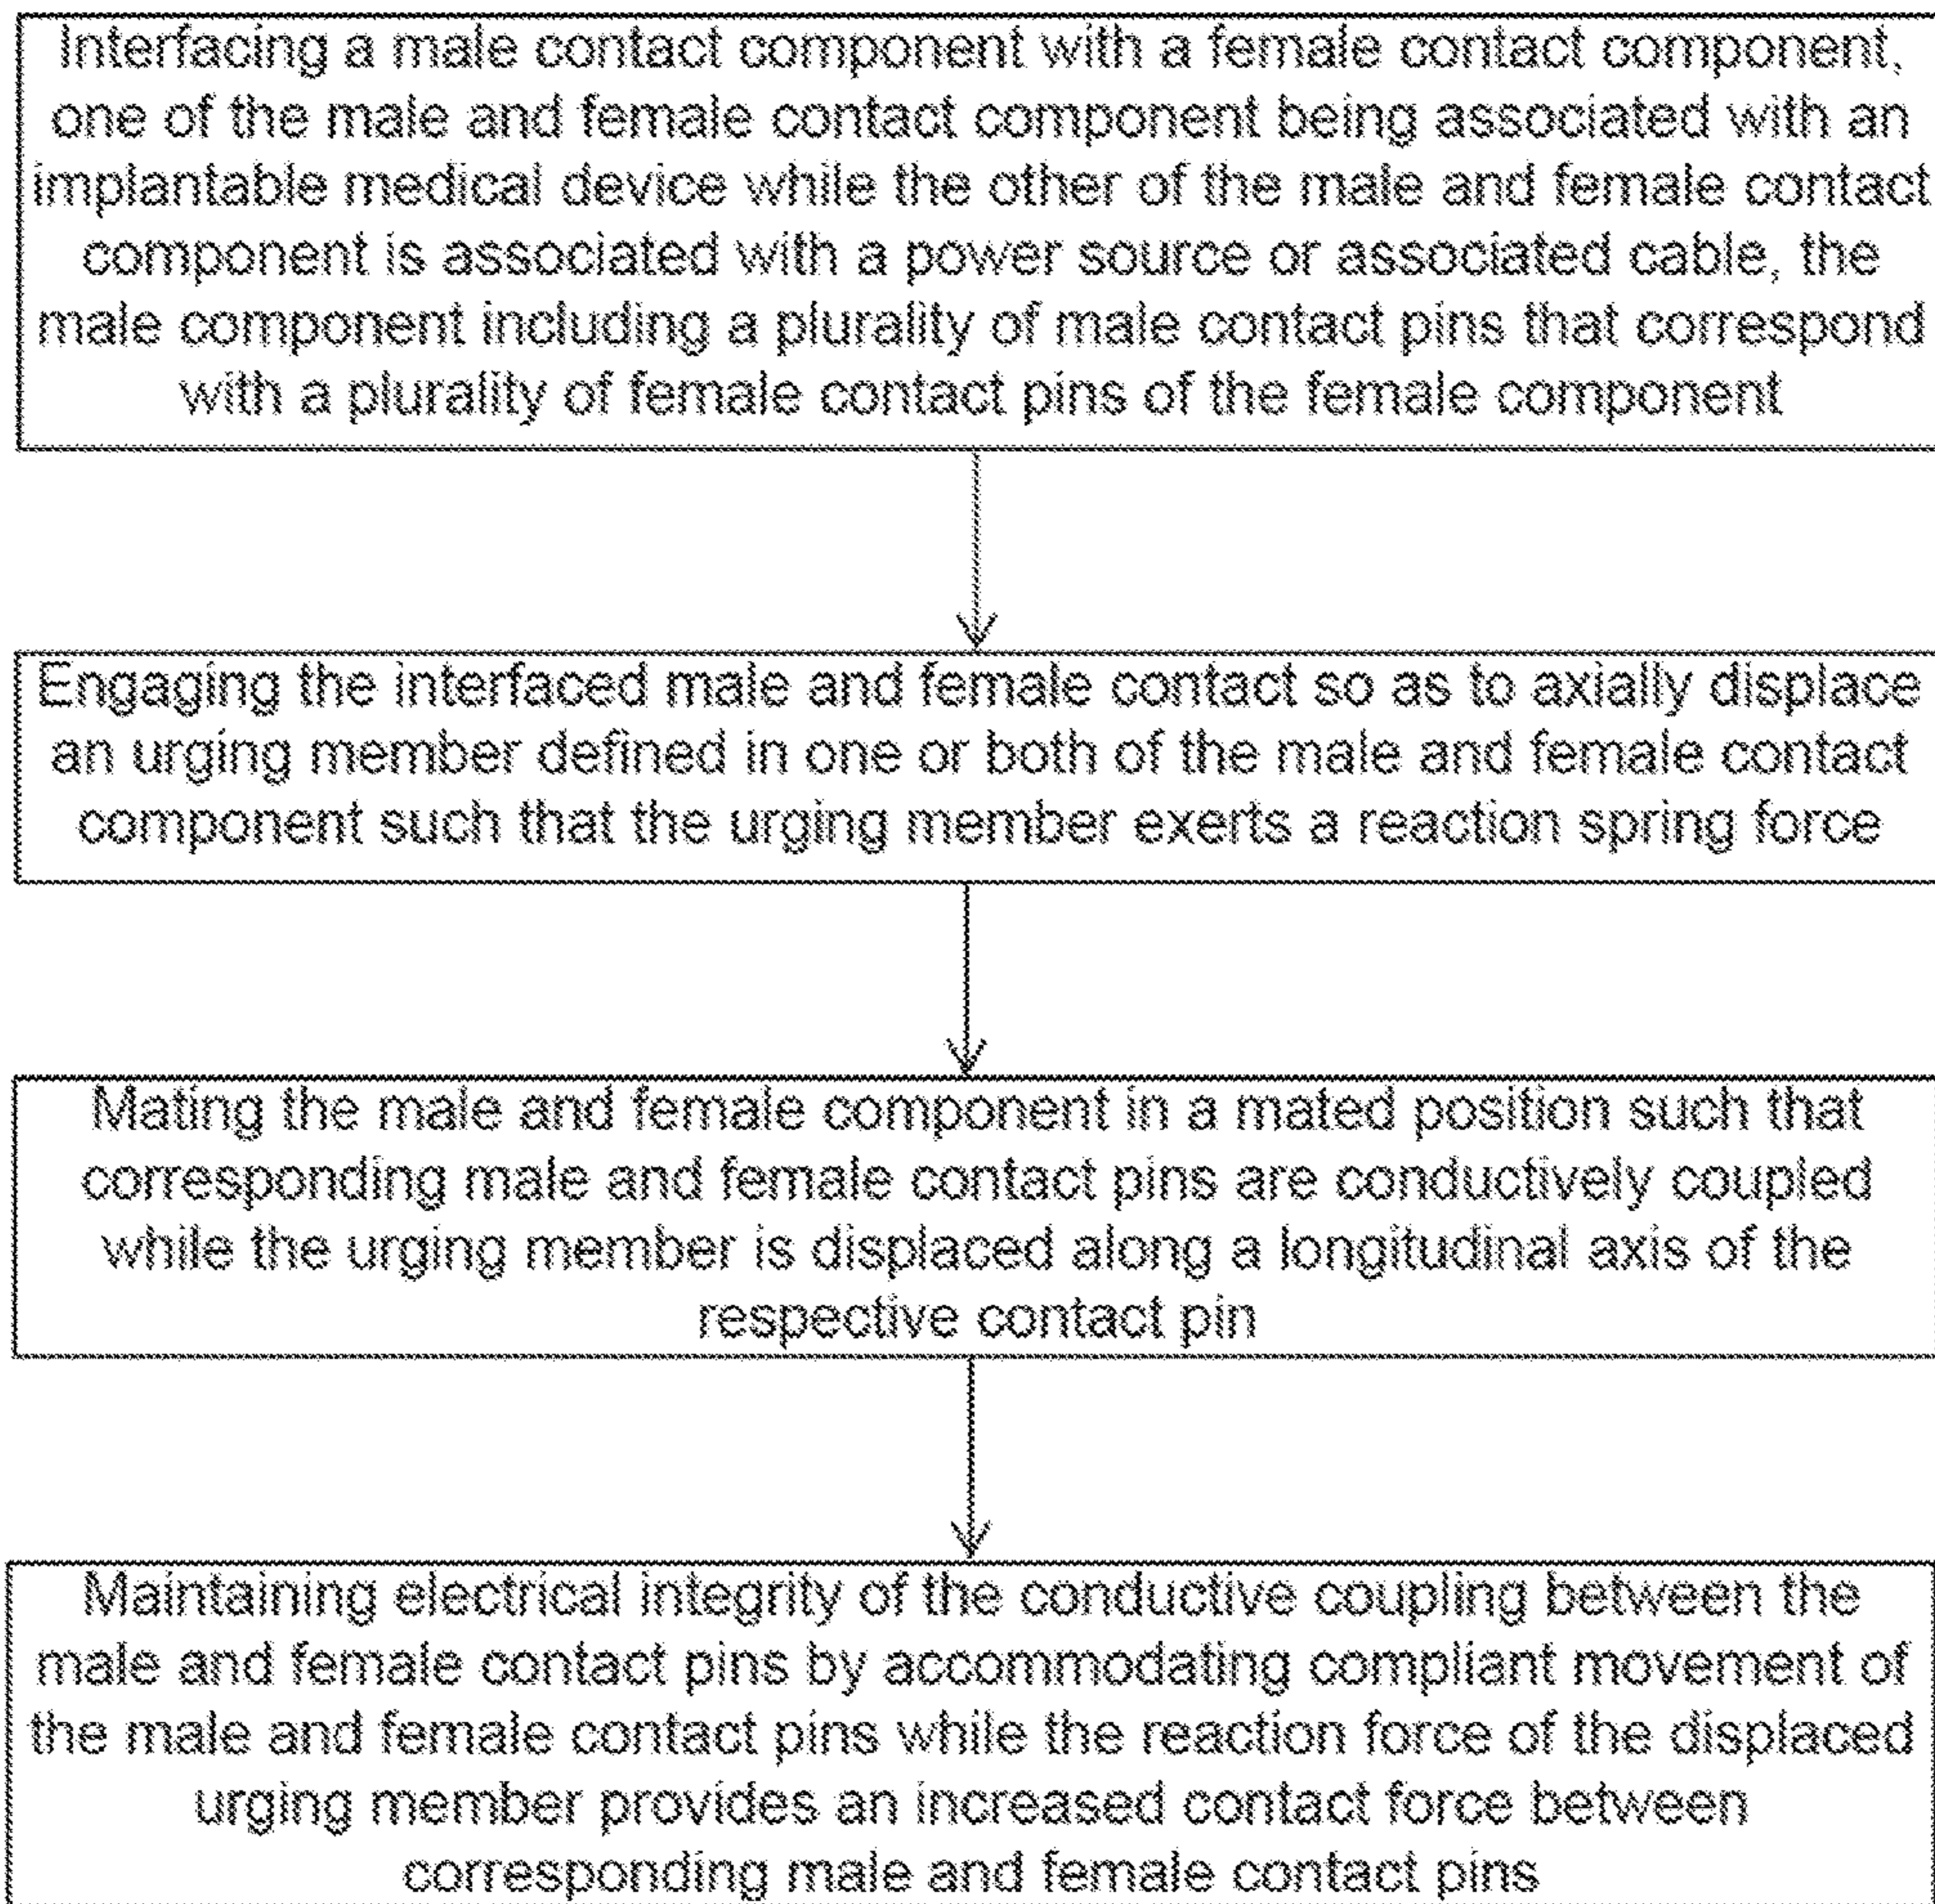 Interfacing a male contact component with a female contact component,
one of the male and female contact component being associated with an
implantable medical device while the other of the male and female contact
component is associated with a power source or associated cable, the
male component including a plurality of male contact pins that correspond
with a plurality of female contact pins of the female component
Engaging the interfaced male and female contact so as to axially displace
an urging member defined in one or both of the male and female contact
component such that the urging member exerts a reaction spring force
Mating the male and female component in a mated position such that
corresponding male and female contact pins are conductively coupled
while the urging member is displaced along a longitudinal axis of the
respective contact pin
Maintaining electrical integrity of the conductive coupling between the
male and female contact pins by accommodating compliant movement of
the male and female contact pins while the reaction force of the displaced
urging member provides an increased contact force between
corresponding male and female contact pins